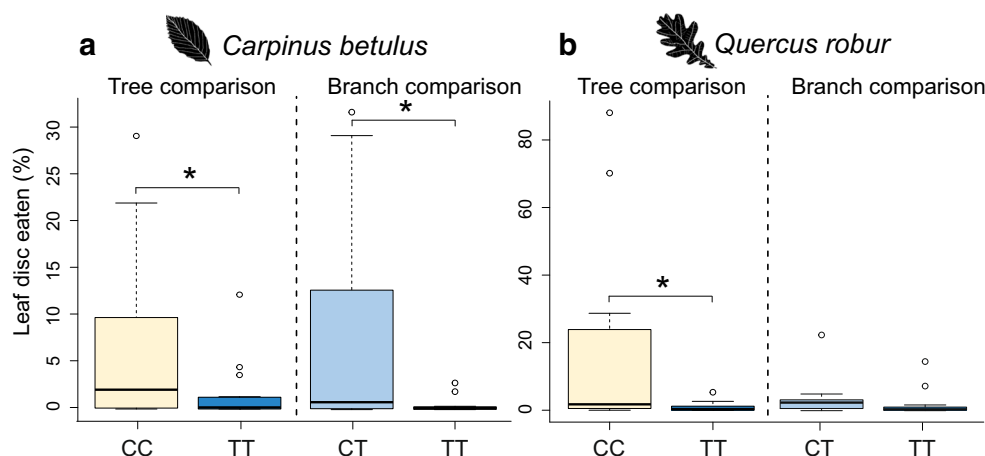 a Carpinus betulus
Tree comparison Branch comparison
Leaf disc eaten (%)
30
25
20
15
10
5
0
*
*
CC TT CT TT
b Quercus robur
Tree comparison Branch comparison
80
60
40
20
0
*
CC TT CT TT